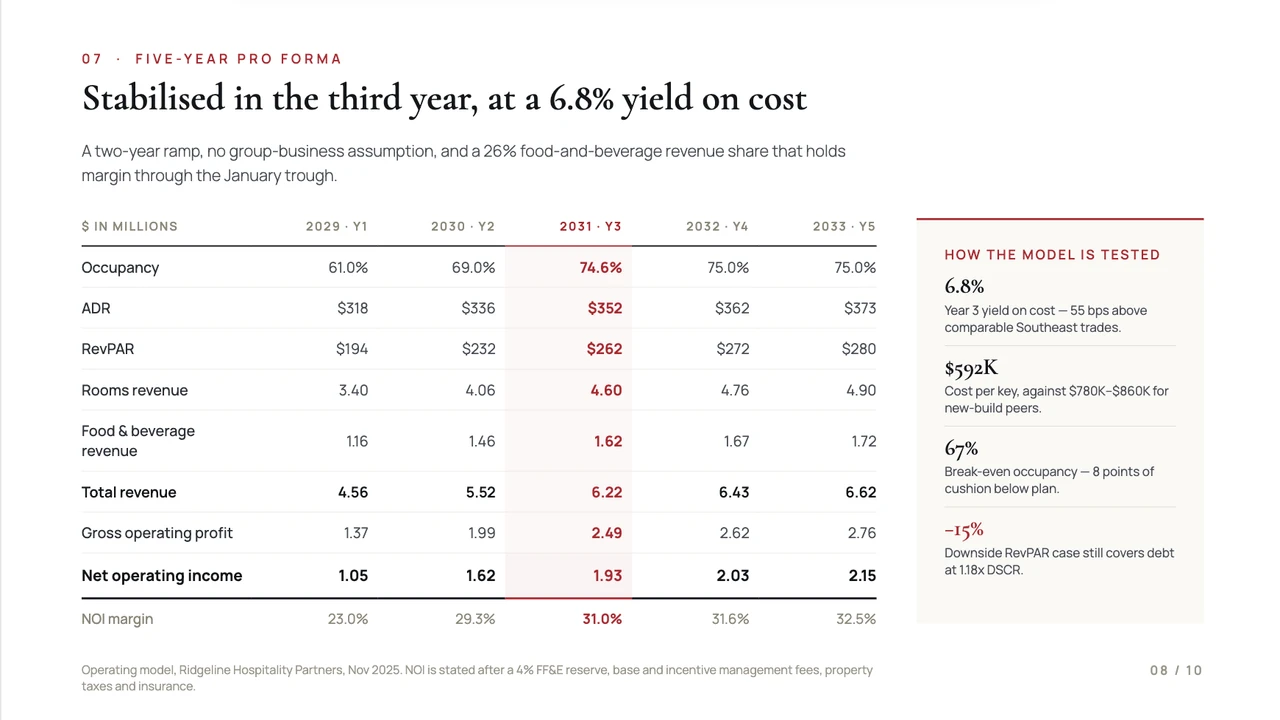 07 · FIVE-YEAR PRO FORMA
Stabilised in the third year, at a 6.8% yield on cost
A two-year ramp, no group-business assumption, and a 26% food-and-beverage revenue share that holds
margin through the January trough.
$ IN MILLIONS 2029 · Y1 2030 · Y2 2031 · Y3 2032 · Y4 2033 · Y5
Occupancy 61.0% 69.0% 74.6% 75.0% 75.0%
ADR $318 $336 $352 $362 $373
RevPAR $194 $232 $262 $272 $280
Rooms revenue 3.40 4.06 4.60 4.76 4.90
Food & beverage
revenue 1.16 1.46 1.62 1.67 1.72
Total revenue 4.56 5.52 6.22 6.43 6.62
Gross operating profit 1.37 1.99 2.49 2.62 2.76
Net operating income 1.05 1.62 1.93 2.03 2.15
NOI margin 23.0% 29.3% 31.0% 31.6% 32.5%
HOW THE MODEL IS TESTED
6.8%
Year 3 yield on cost — 55 bps above
comparable Southeast trades.
$592K
Cost per key, against $780K–$860K for
new-build peers.
67%
Break-even occupancy — 8 points of
cushion below plan.
–15%
Downside RevPAR case still covers debt
at 1.18x DSCR.
Operating model, Ridgeline Hospitality Partners, Nov 2025. NOI is stated after a 4% FF&E reserve, base and incentive management fees, property
taxes and insurance.
08 / 10